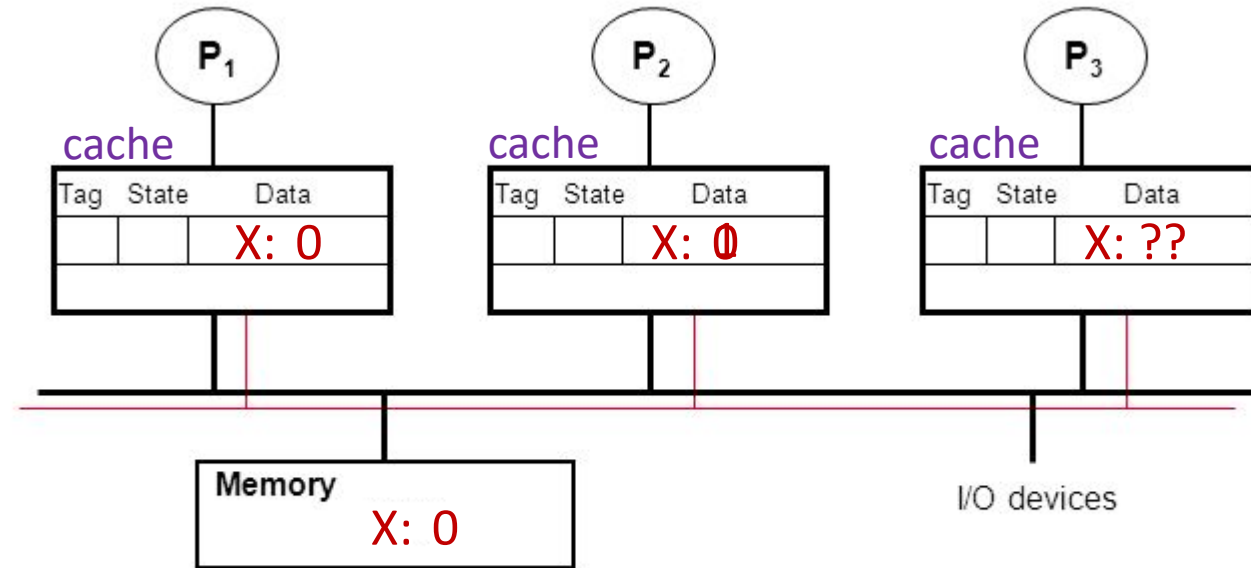 P1 P2 P3
cache cache cache
Tag State Data Tag State Data Tag State Data
X: 0 X: X: ??
Memory
I/O devices
X: 0